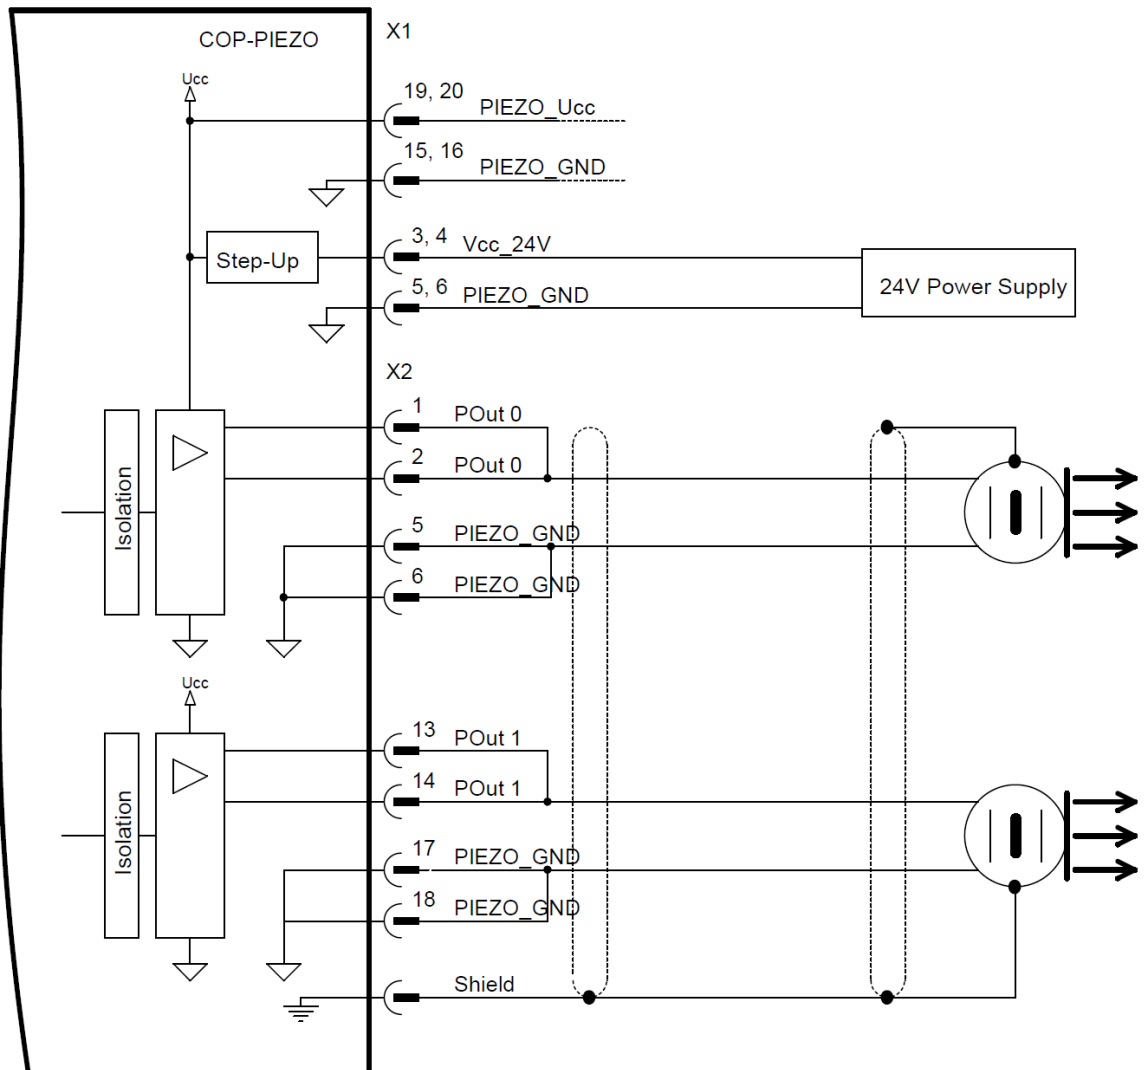 COP-PIEZO
X1
Ucc
19, 20
PIEZO_Ucc
15, 16
PIEZO_GND
3, 4
Vcc_24V
Step-Up
5, 6
PIEZO_GND
24V Power Supply
X2
1
POut 0
2
POut 0
Isolation
5
PIEZO_GND
6
PIEZO_GND
Ucc
13
POut 1
14
POut 1
Isolation
17
PIEZO_GND
18
PIEZO_GND
Shield